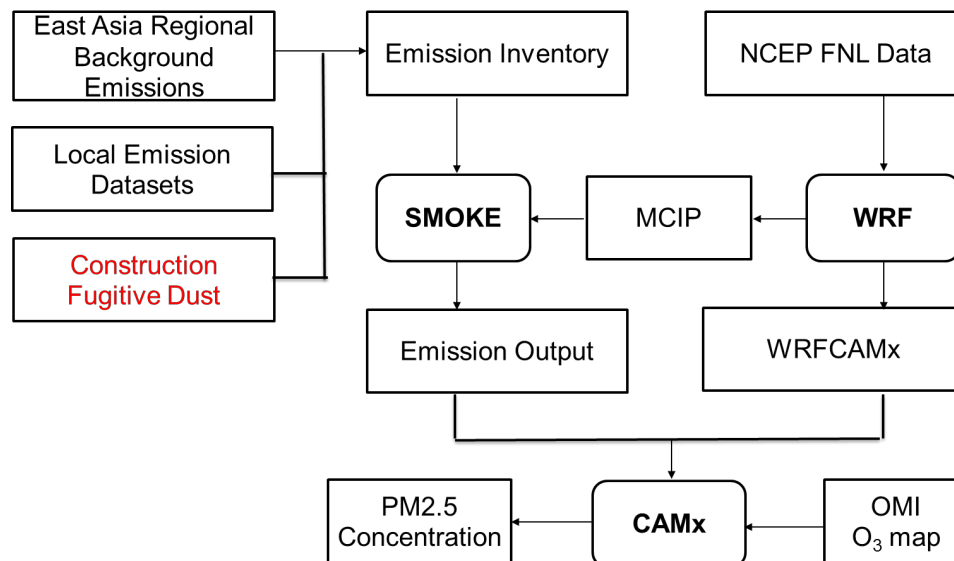 East Asia Regional
Background
Emissions
Emission Inventory
NCEP FNL Data
Local Emission
Datasets
SMOKE
MCIP
WRF
Construction
Fugitive Dust
Emission Output
WRFCAMx
PM2.5
Concentration
CAMx
OMI
O₃ map